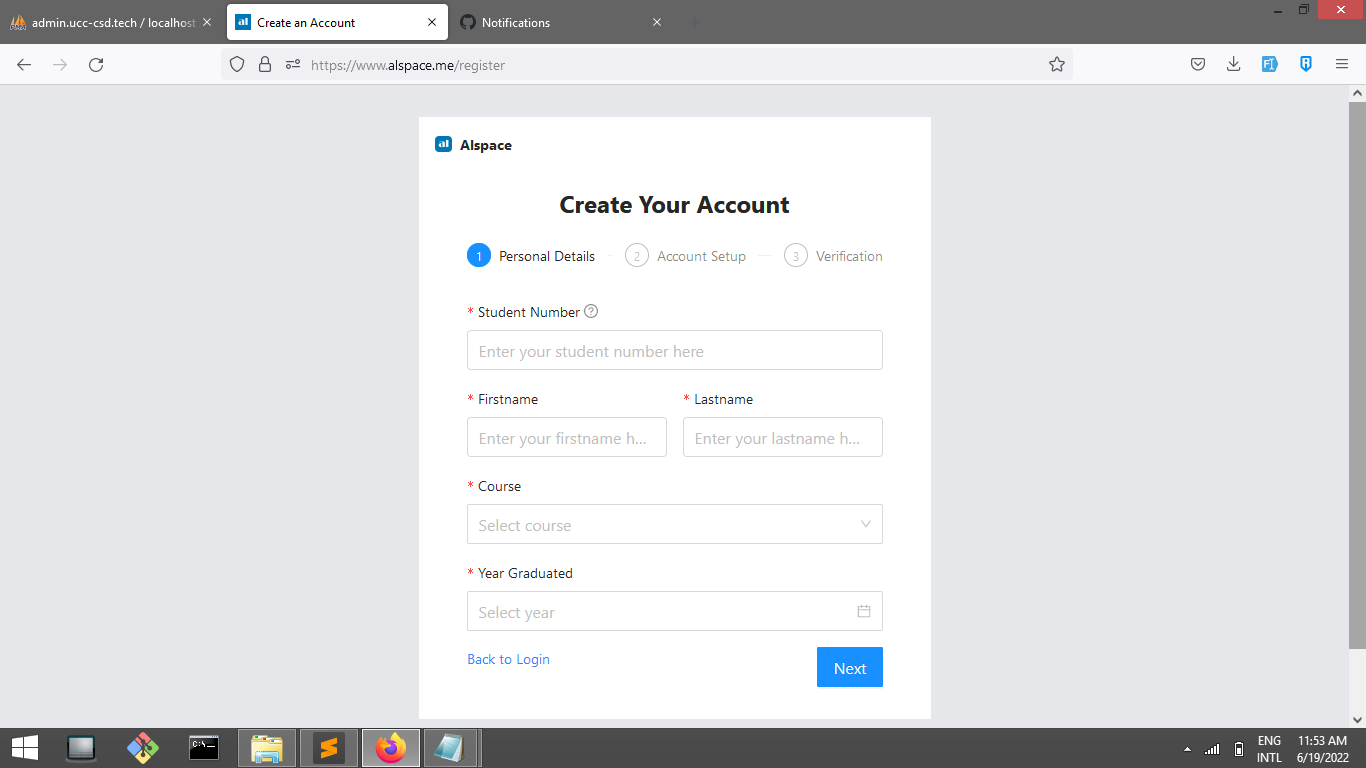 admin.ucc-csd.tech / localhost
Create an Account
Notifications
https://www.alspace.me/register
al Alspace
Create Your Account
1 Personal Details 2 Account Setup 3 Verification
* Student Number ?
Enter your student number here
* Firstname * Lastname
Enter your firstname h... Enter your lastname h...
* Course
Select course
* Year Graduated
Select year
Back to Login Next
ENG 11:53 AM
INTL 6/19/2022